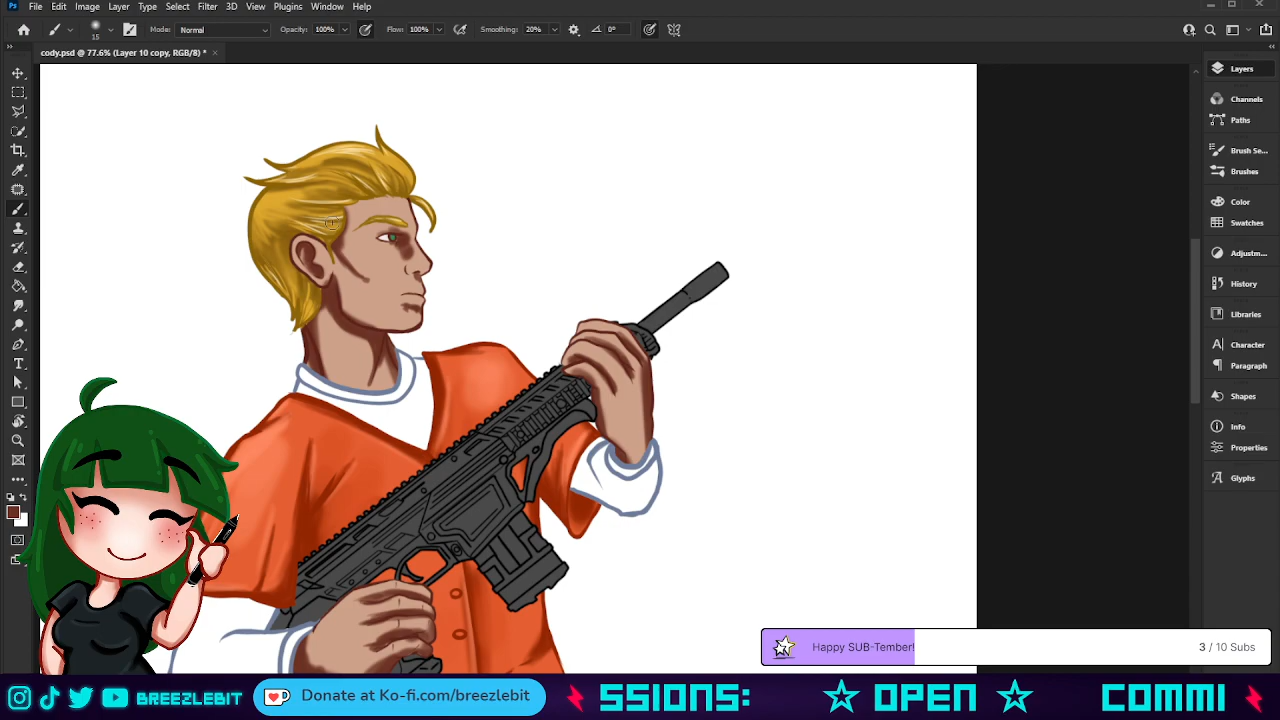 Ps File Edit Image Layer Type Select Filter 3D View Plugins Window Help
15 Mode: Normal Opacity: 100% Flow: 100% Smoothing: 20% 0°
cody.psd @ 77.6% (Layer 10 copy, RGB/8) * ×
Layers
Channels
Paths
Brush Se...
Brushes
Color
Swatches
Adjustm...
History
Libraries
Character
Paragraph
Shapes
Info
Properties
Glyphs
Happy SUB-Tember! 3 / 10 Subs
BREEZLEBIT Donate at Ko-fi.com/breezlebit SSIONS: OPEN COMMI